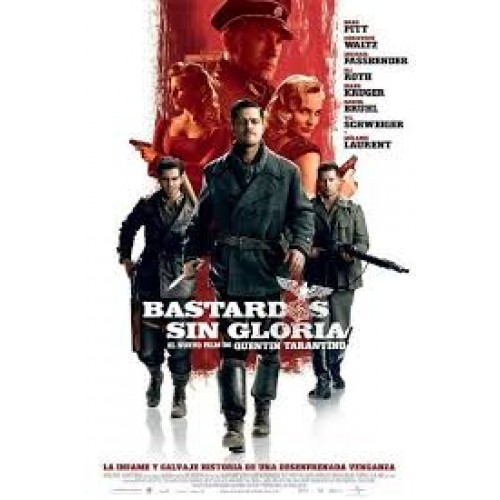 BRAD
PITT
CHRISTOPH
WALTZ
MICHAEL
FASSBENDER
ELI
ROTH
DIANE
KRUGER
DANIEL
BRÜHL
TIL
SCHWEIGER
Y
MÉLANIE
LAURENT
BASTARDOS
SIN GLORIA
EL NUEVO FILM DE QUENTIN TARANTINO
LA INFAME Y SALVAJE HISTORIA DE UNA DESENFRENADA VENGANZA